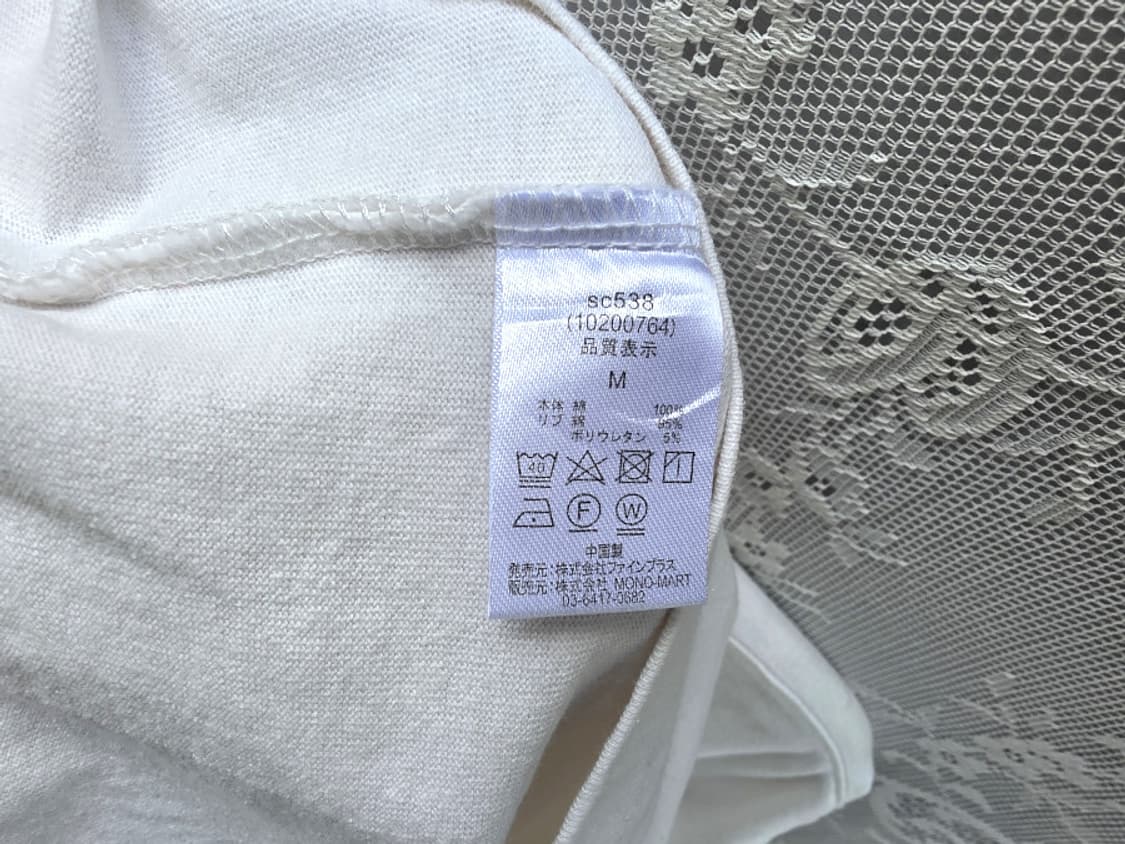 sc538
(10200764)
品質表示
M
本体 綿 100%
リブ 綿 95%
ポリウレタン 5%
40
F W
中国製
発売元:株式会社ファインプラス
販売元:株式会社 MONO-MART
03-6417-0682